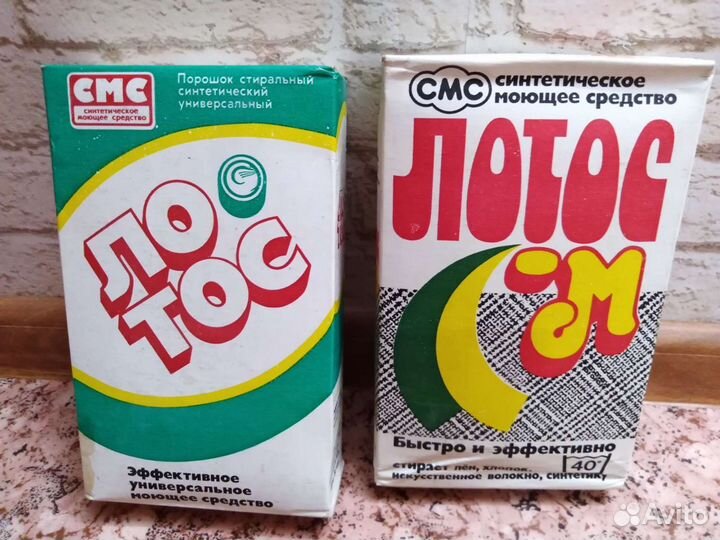 СМС
синтетическое
моющее средство
Порошок стиральный
синтетический
универсальный
ЛО
ТОС
Эффективное
универсальное
моющее средство
СМС синтетическое
моющее средство
ЛОТОС
-М
Быстро и эффективно
стирает лён, хлопок,
искусственное волокно, синтетику
40°
Avito